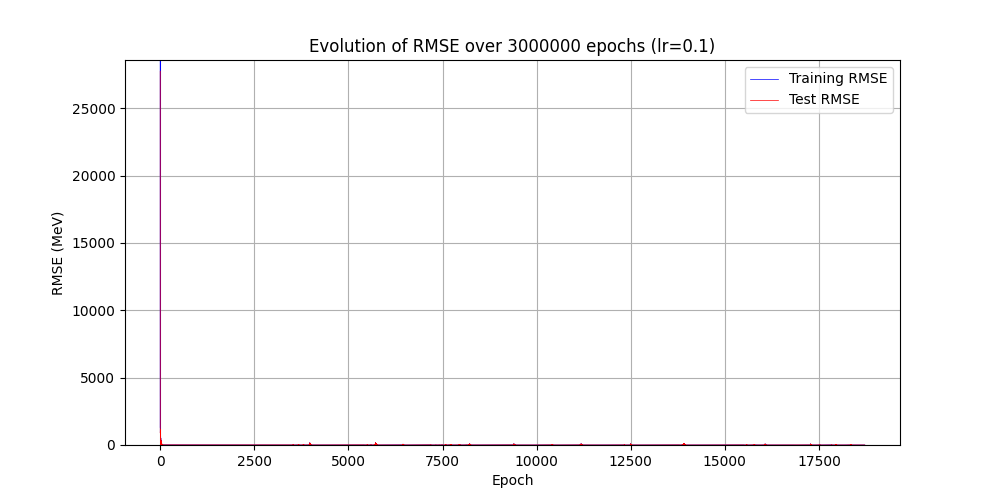 Evolution of RMSE over 3000000 epochs (lr=0.1)
Training RMSE
Test RMSE
RMSE (MeV)
25000
20000
15000
10000
5000
0
0 2500 5000 7500 10000 12500 15000 17500
Epoch